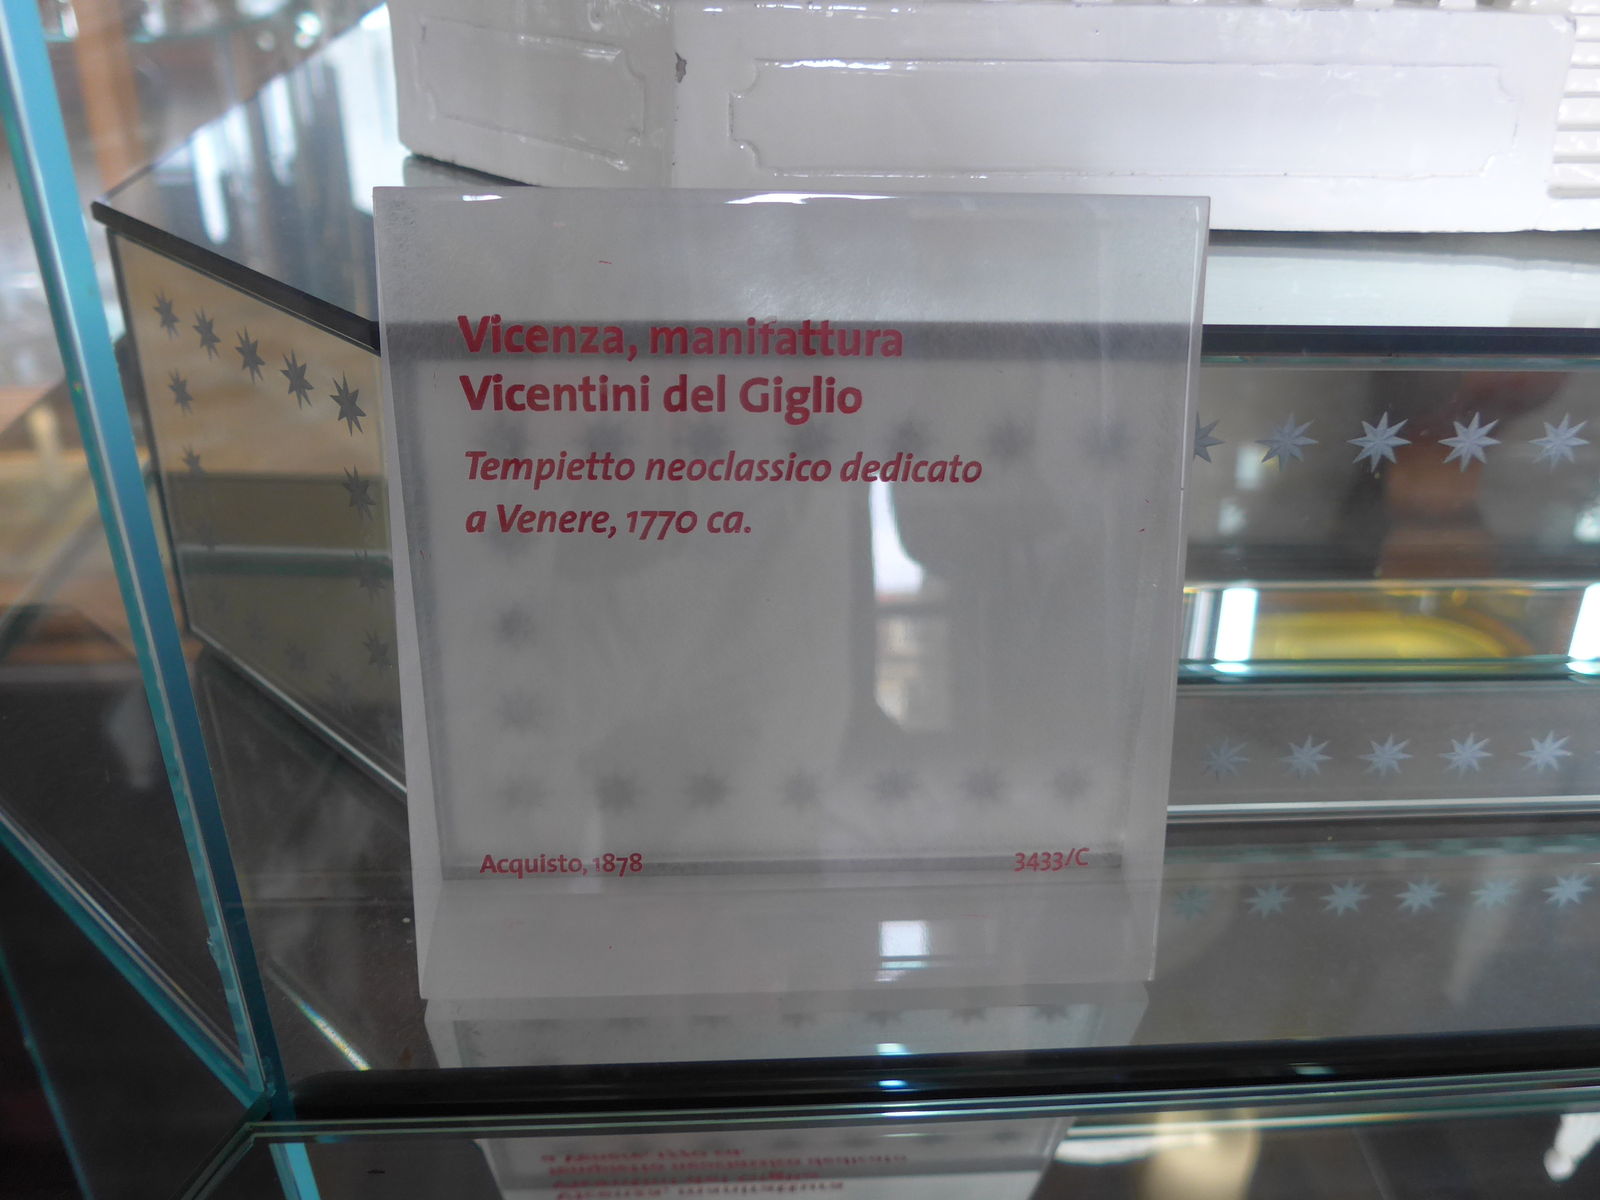 Vicenza, manifattura
Vicentini del Giglio
Tempietto neoclassico dedicato
a Venere, 1770 ca.
Acquisto, 1878
3433/C